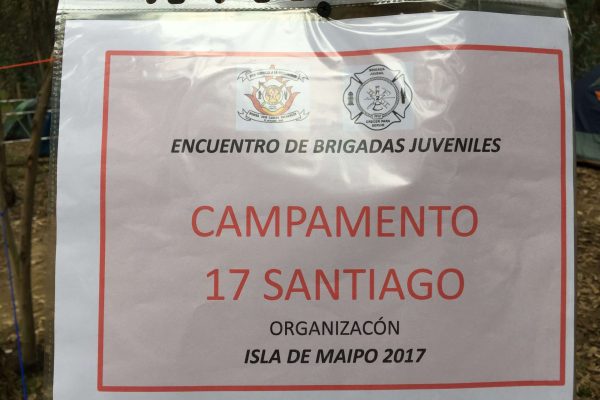 ENCUENTRO DE BRIGADAS JUVENILES
CAMPAMENTO
17 SANTIAGO
ORGANIZACÓN
ISLA DE MAIPO 2017